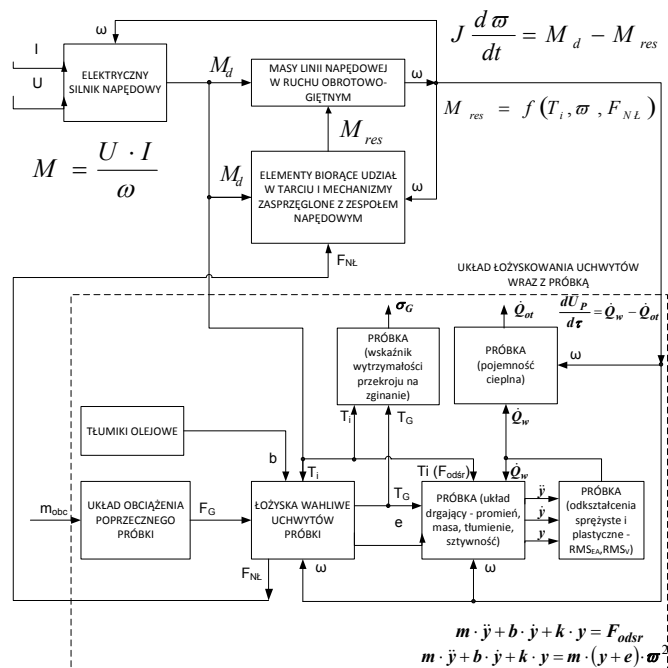 I
U
ω
ELEKTRYCZNY
SILNIK NAPĘDOWY
M_d
MASY LINII NAPĘDOWEJ
W RUCHU OBROTOWO-
GIĘTNYM
ω
J dϖ/dt = M_d − M_res
M_res = f(T_i, ϖ, F_NŁ)
M = U · I / ω
M_res
M_d
ELEMENTY BIORĄCE UDZIAŁ
W TARCIU I MECHANIZMY
ZASPRZĘGLONE Z ZESPOŁEM
NAPĘDOWYM
ω
F_NŁ
UKŁAD ŁOŻYSKOWANIA UCHWYTÓW
WRAZ Z PRÓBKĄ
σ_G
Q̇_ot
dU_P/dτ = Q̇_w − Q̇_ot
PRÓBKA
(wskaźnik
wytrzymałości
przekroju na
zginanie)
PRÓBKA
(pojemność
cieplna)
ω
T_i
T_G
Q̇_w
TŁUMIKI OLEJOWE
b
T_i
Ti (F_odśr)
Q̇_w
m_obc
UKŁAD OBCIĄŻENIA
POPRZECZNEGO
PRÓBKI
F_G
ŁOŻYSKA WAHLIWE
UCHWYTÓW
PRÓBKI
T_G
e
PRÓBKA (układ
drgający - promień,
masa, tłumienie,
sztywność)
ÿ
ẏ
y
PRÓBKA
(odkształcenia
sprężyste i
plastyczne -
RMS_EA,RMS_V)
F_NŁ
ω
ω
m · ÿ + b · ẏ + k · y = F_odsr
m · ÿ + b · ẏ + k · y = m · (y + e) · ϖ²